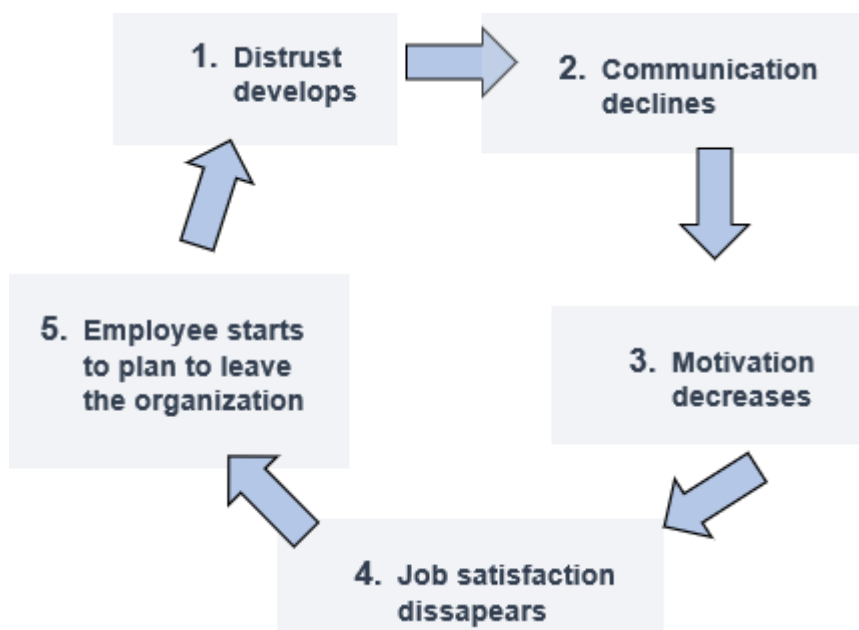 1. Distrust
develops
2. Communication
declines
3. Motivation
decreases
4. Job satisfaction
dissapears
5. Employee starts
to plan to leave
the organization